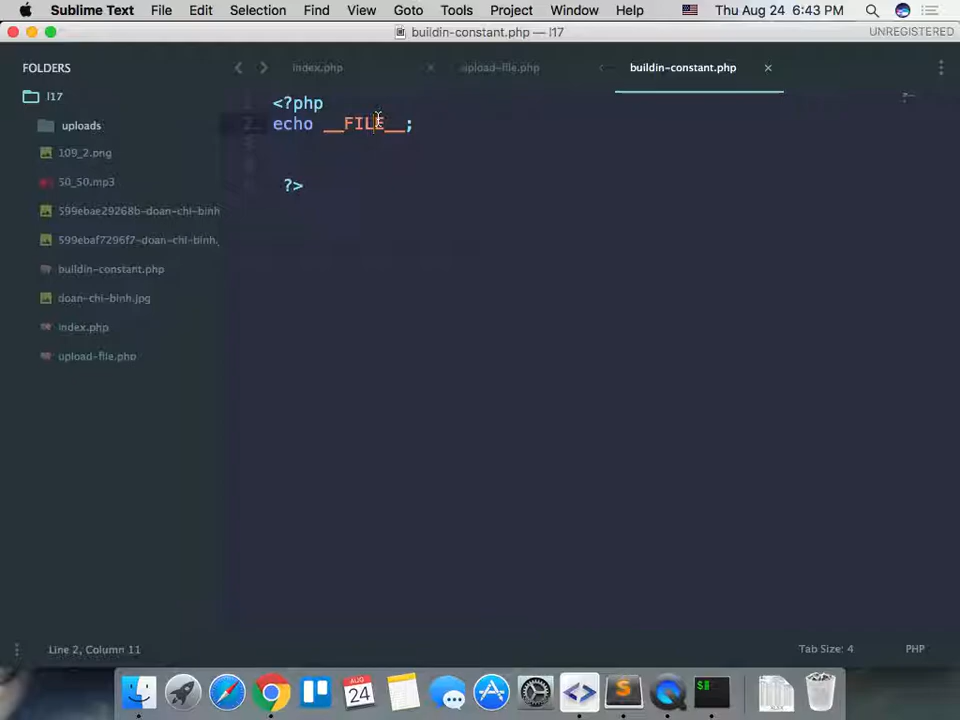 Sublime Text File Edit Selection Find View Goto Tools Project Window Help Thu Aug 24 6:43 PM
buildin-constant.php — l17 UNREGISTERED
FOLDERS
index.php upload-file.php buildin-constant.php
l17
uploads
109_2.png
50_50.mp3
599ebae29268b-doan-chi-binh
599ebaf7296f7-doan-chi-binh.
buildin-constant.php
doan-chi-binh.jpg
index.php
upload-file.php
<?php
echo __FILE__;
?>
Line 2, Column 11 Tab Size: 4 PHP
AUG
24